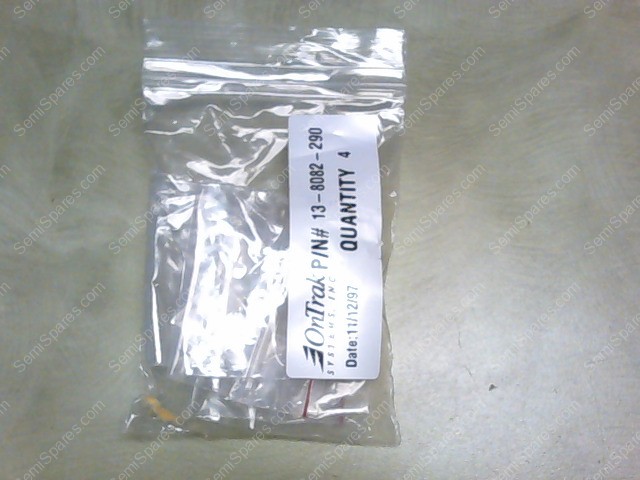 P/N# 13-8082-290
QUANTITY 4
OnTrak
SYSTEMS, INC
Date:11/12/97
SemiSpares.com